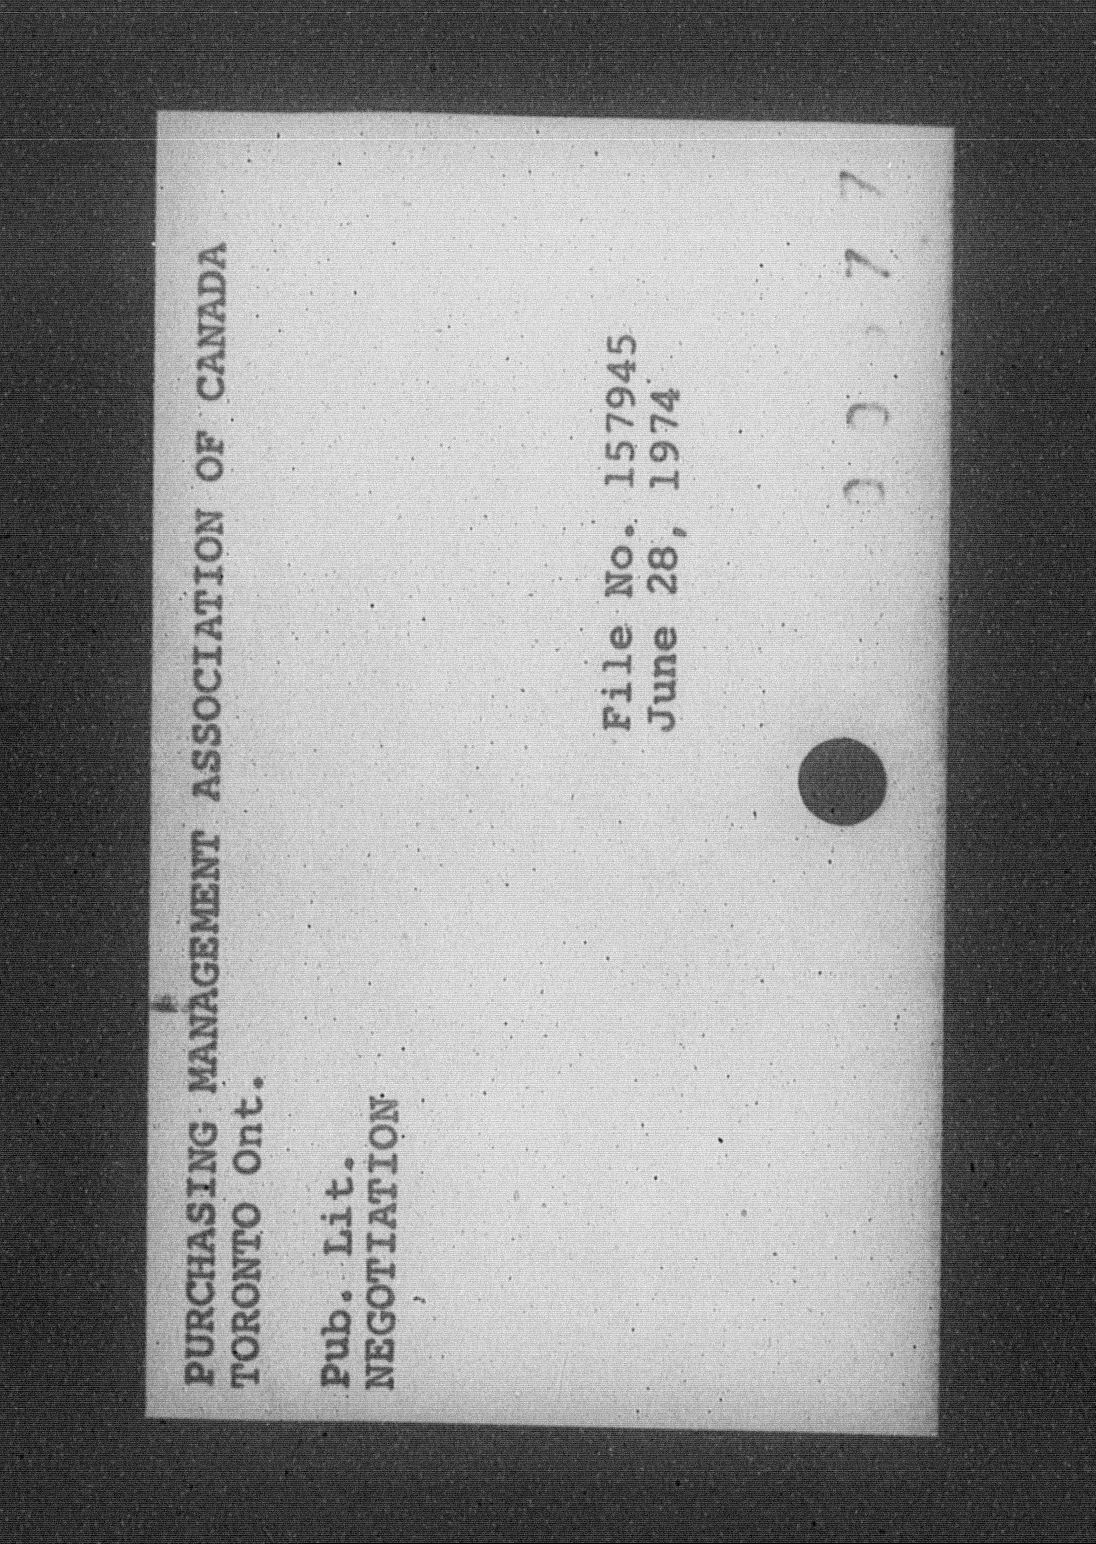 PURCHASING MANAGEMENT ASSOCIATION OF CANADA
TORONTO Ont.
Pub. Lit.
NEGOTIATION
File No. 157945
June 28, 1974